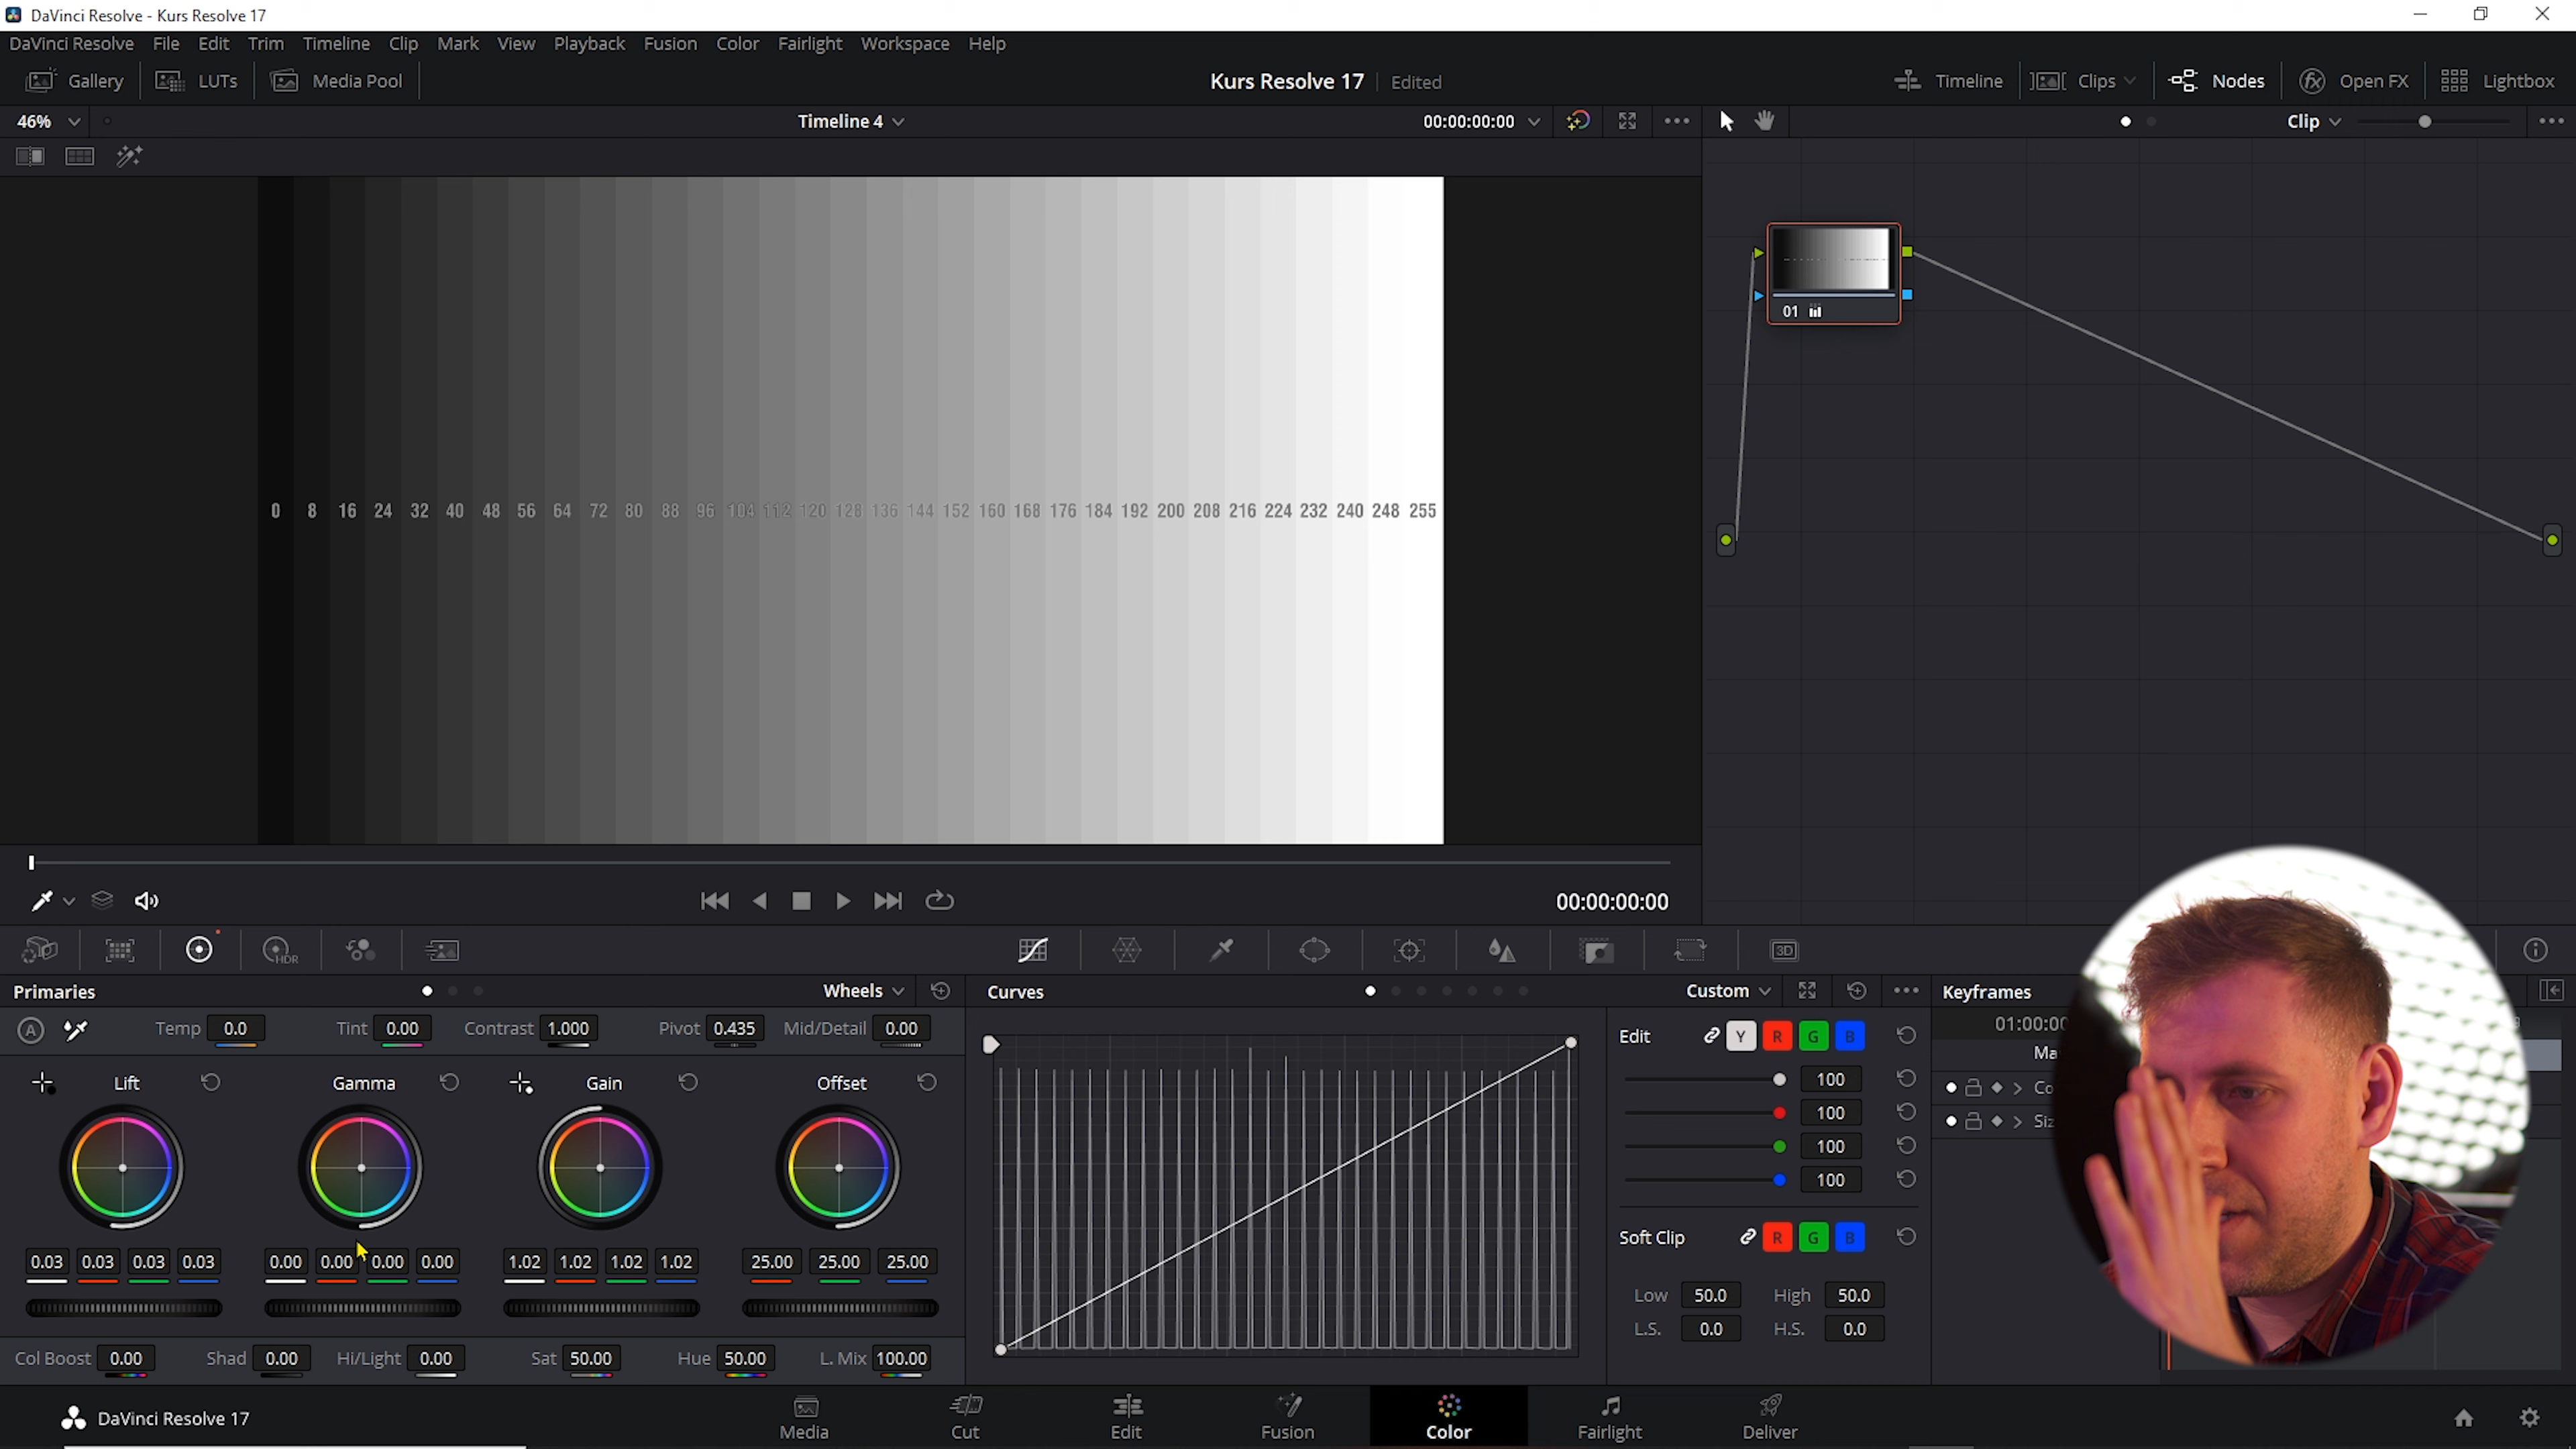 DaVinci Resolve - Kurs Resolve 17
DaVinci Resolve File Edit Trim Timeline Clip Mark View Playback Fusion Color Fairlight Workspace Help
Gallery LUTs Media Pool Kurs Resolve 17 Edited Timeline Clips Nodes Open FX Lightbox
46% Timeline 4 00:00:00:00 Clip
01
0 8 16 24 32 40 48 56 64 72 80 88 96 104 112 120 128 136 144 152 160 168 176 184 192 200 208 216 224 232 240 248 255
00:00:00:00
HDR 3D
Primaries Wheels Curves Custom Keyframes
A Temp 0.0 Tint 0.00 Contrast 1.000 Pivot 0.435 Mid/Detail 0.00
Edit Y R G B
01:00:00
Ma
Lift Gamma Gain Offset
100
Co
100
Siz
100
100
Soft Clip R G B
0.03 0.03 0.03 0.03 0.00 0.00 0.00 0.00 1.02 1.02 1.02 1.02 25.00 25.00 25.00
Low 50.0 High 50.0
L.S. 0.0 H.S. 0.0
Col Boost 0.00 Shad 0.00 Hi/Light 0.00 Sat 50.00 Hue 50.00 L. Mix 100.00
DaVinci Resolve 17
Media Cut Edit Fusion Color Fairlight Deliver